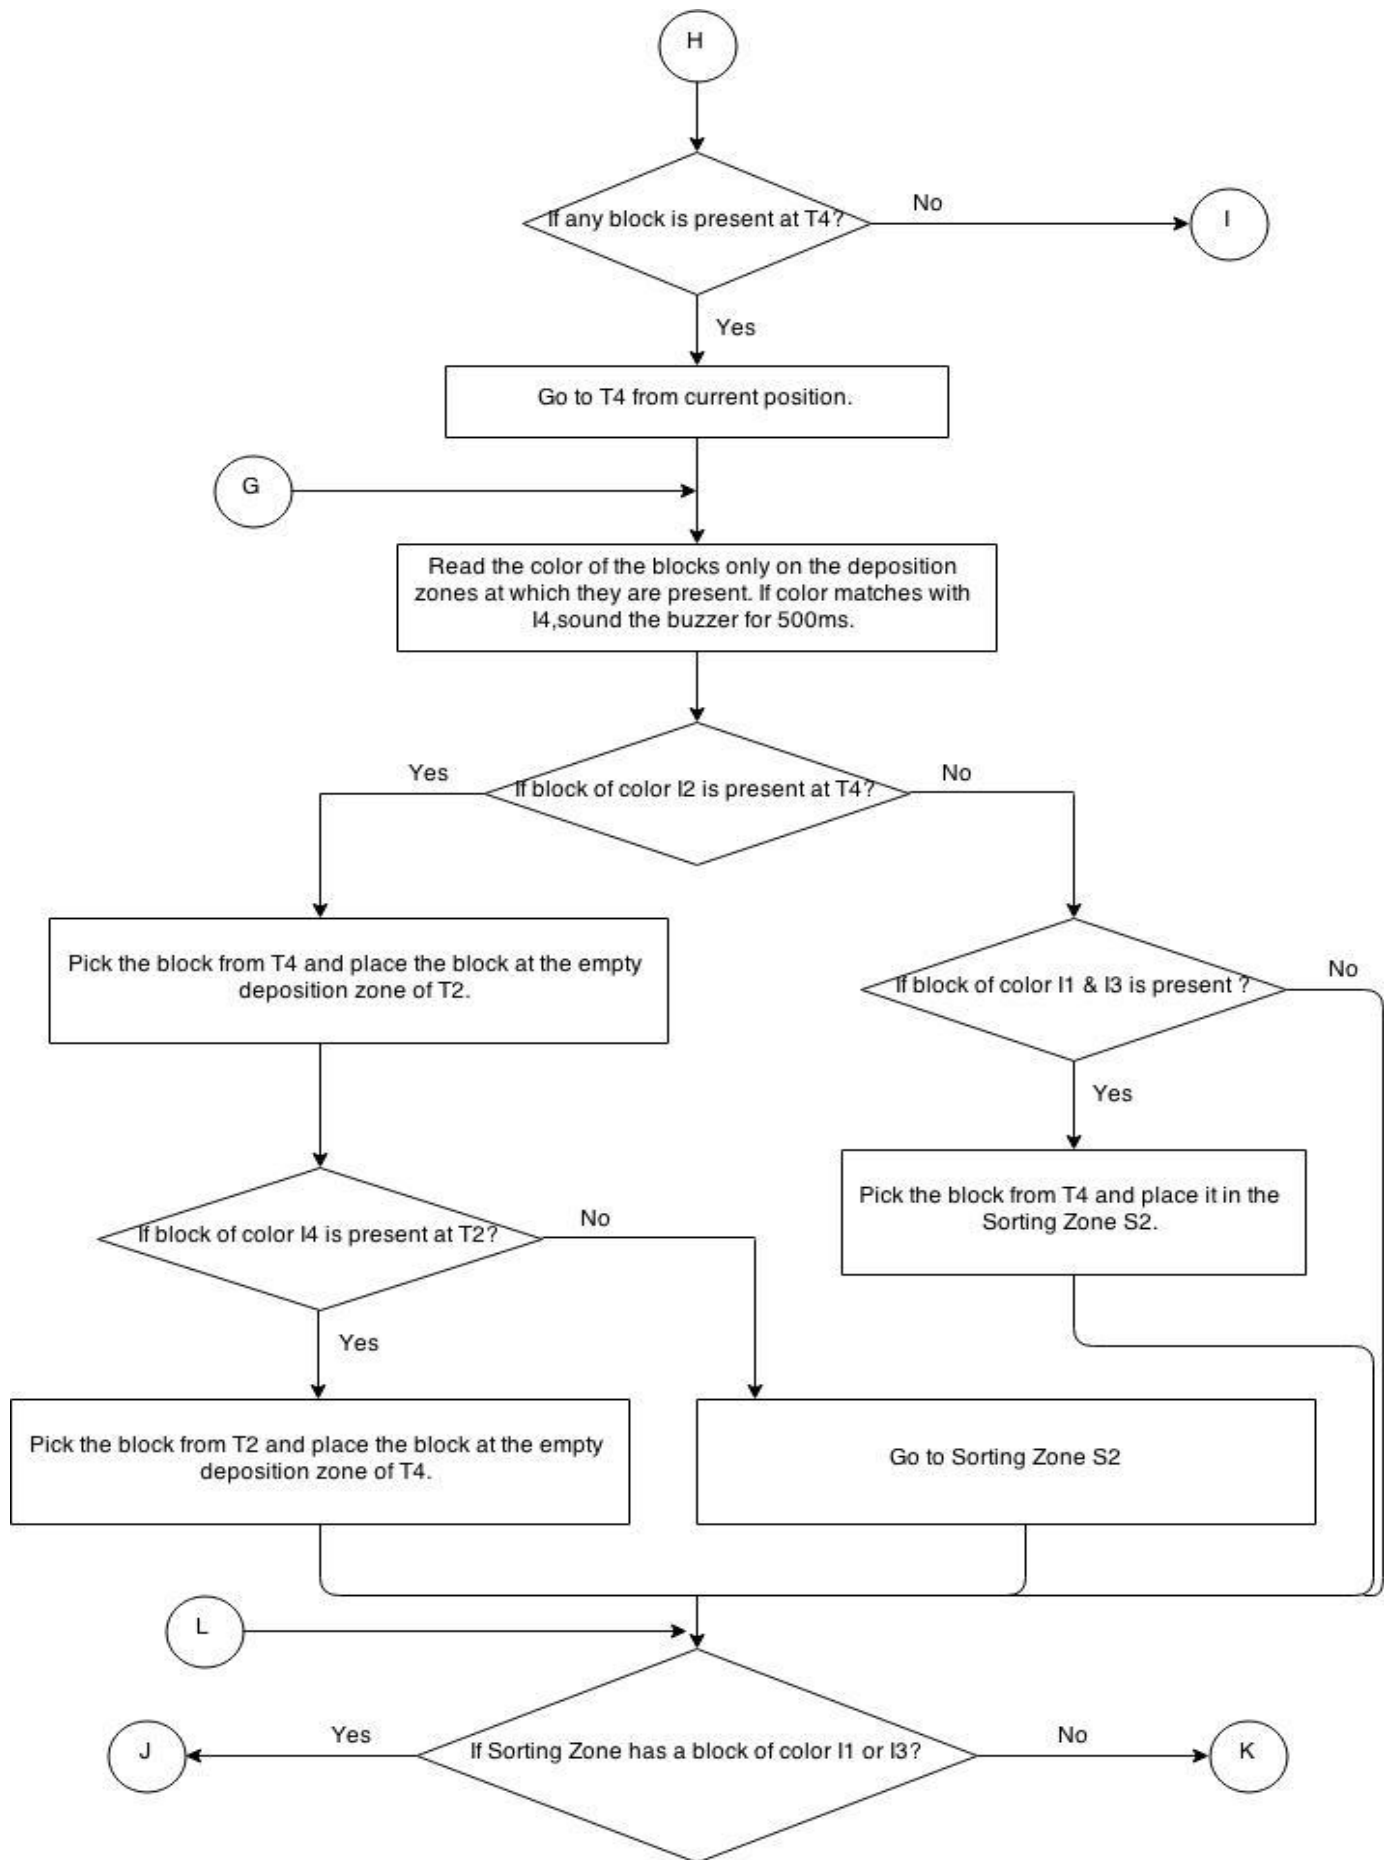 H
If any block is present at T4?
No
I
Yes
Go to T4 from current position.
G
Read the color of the blocks only on the deposition
zones at which they are present. If color matches with
I4,sound the buzzer for 500ms.
Yes
If block of color I2 is present at T4?
No
Pick the block from T4 and place the block at the empty
deposition zone of T2.
If block of color I1 & I3 is present ?
No
Yes
Pick the block from T4 and place it in the
Sorting Zone S2.
If block of color I4 is present at T2?
No
Yes
Pick the block from T2 and place the block at the empty
deposition zone of T4.
Go to Sorting Zone S2
L
J
Yes
If Sorting Zone has a block of color I1 or I3?
No
K